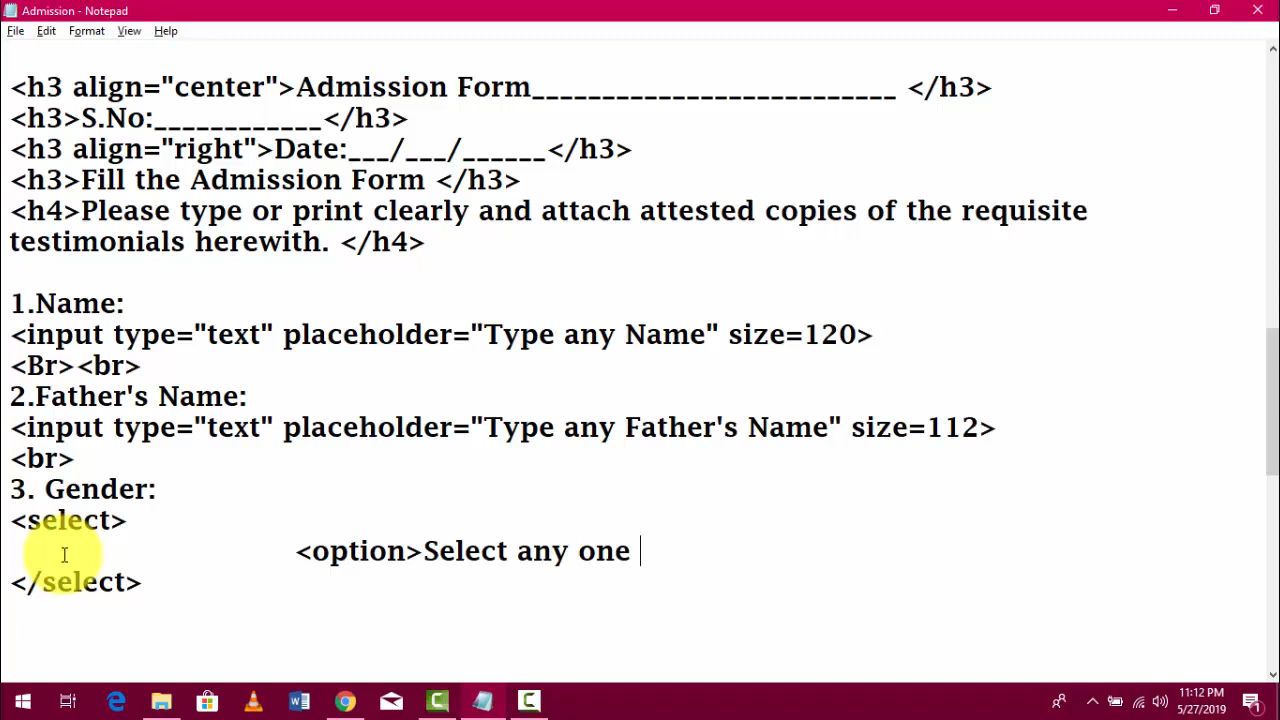 Admission - Notepad
File Edit Format View Help
<h3 align="center">Admission Form__________________________ </h3>
<h3>S.No:____________</h3>
<h3 align="right">Date:___/___/______</h3>
<h3>Fill the Admission Form </h3>
<h4>Please type or print clearly and attach attested copies of the requisite
testimonials herewith. </h4>
1.Name:
<input type="text" placeholder="Type any Name" size=120>
<Br><br>
2.Father's Name:
<input type="text" placeholder="Type any Father's Name" size=112>
<br>
3. Gender:
<select>
<option>Select any one
</select>
11:12 PM
5/27/2019
1